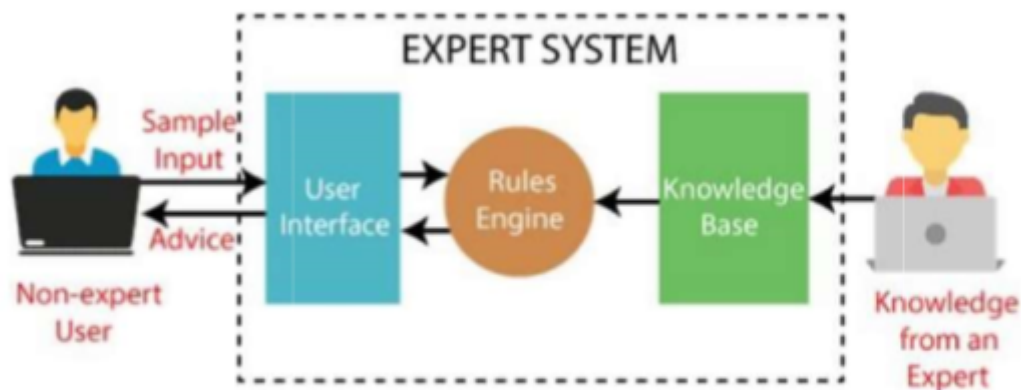 EXPERT SYSTEM
Sample
Input
Advice
Non-expert
User
User
Interface
Rules
Engine
Knowledge
Base
Knowledge
from an
Expert